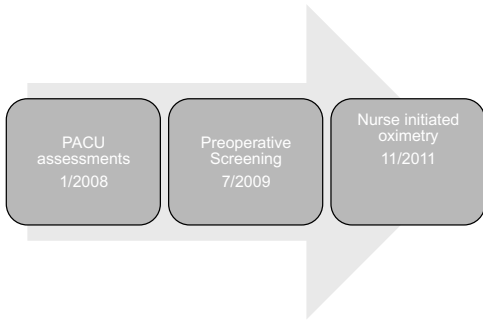 PACU
assessments
1/2008
Preoperative
Screening
7/2009
Nurse initiated
oximetry
11/2011